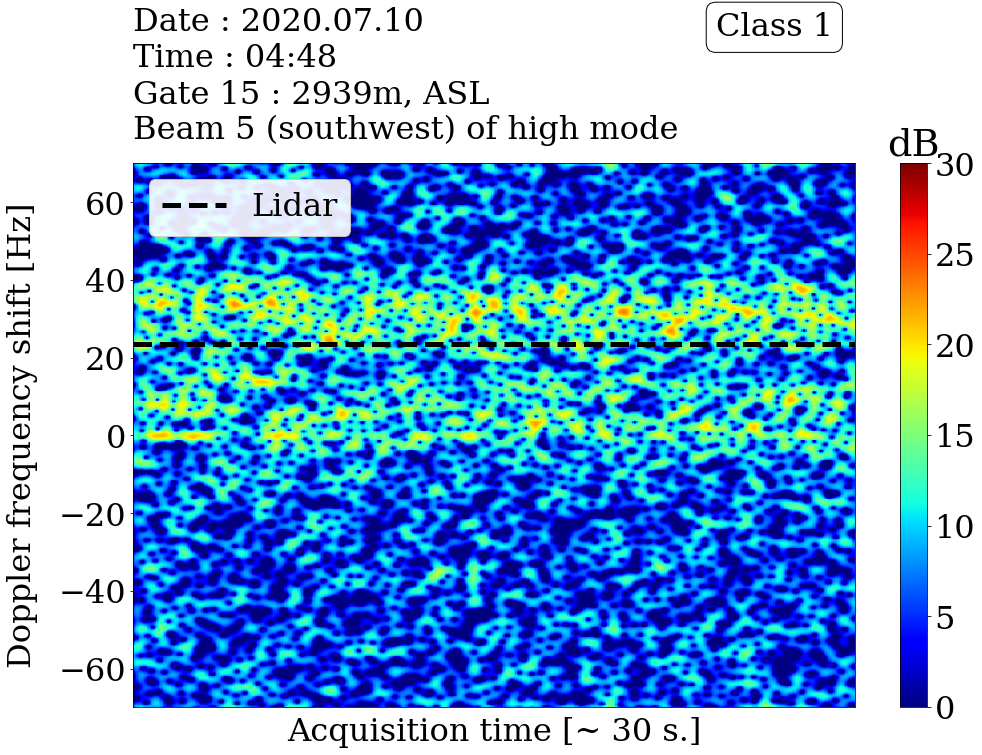 Date : 2020.07.10
Time : 04:48
Gate 15 : 2939m, ASL
Beam 5 (southwest) of high mode
Class 1
dB
Lidar
Doppler frequency shift [Hz]
60
40
20
0
−20
−40
−60
30
25
20
15
10
5
0
Acquisition time [~ 30 s.]